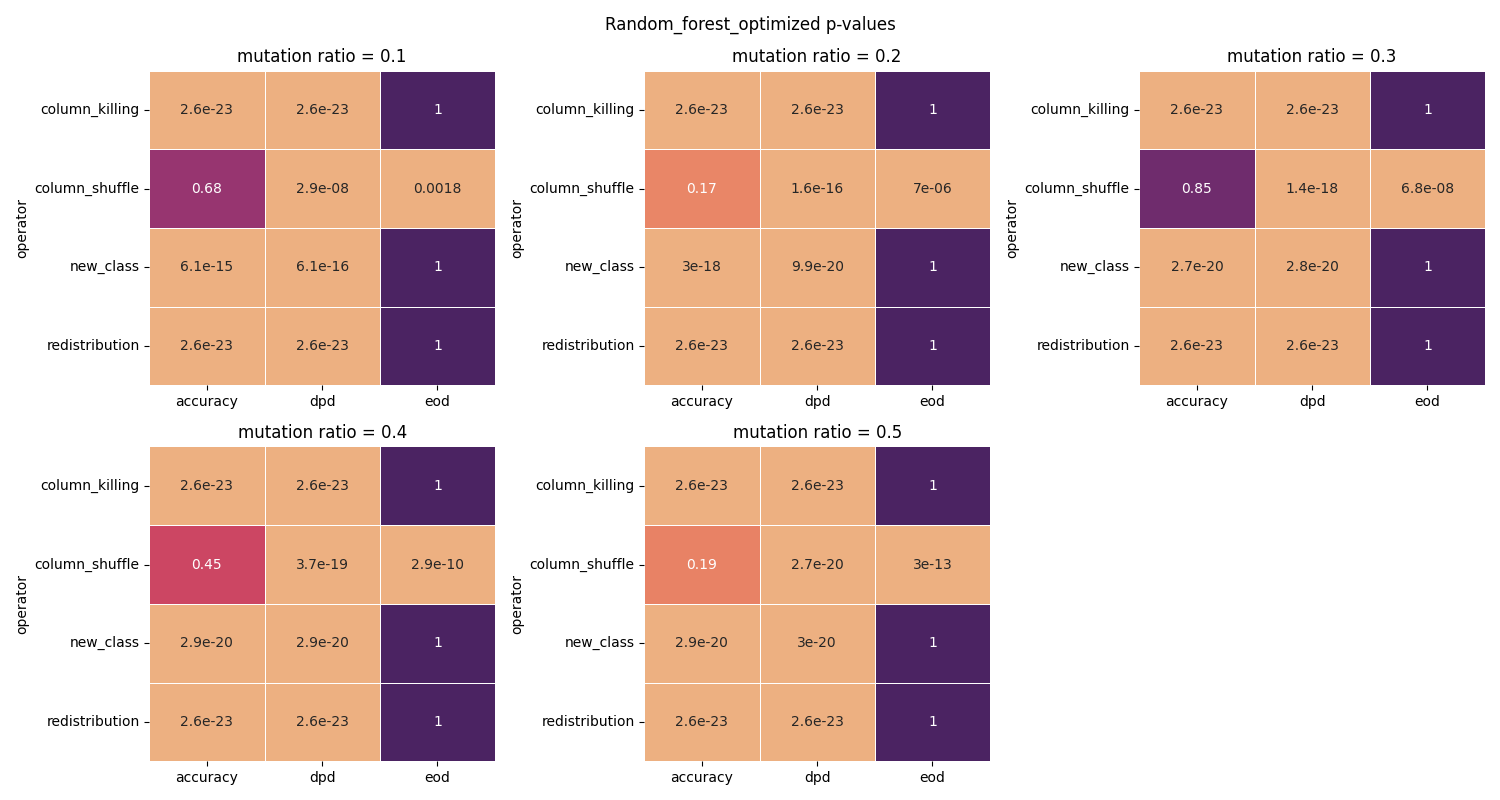 Random_forest_optimized p-values
mutation ratio = 0.1
operator
column_killing 2.6e-23 2.6e-23 1
column_shuffle 0.68 2.9e-08 0.0018
new_class 6.1e-15 6.1e-16 1
redistribution 2.6e-23 2.6e-23 1
accuracy dpd eod
mutation ratio = 0.2
operator
column_killing 2.6e-23 2.6e-23 1
column_shuffle 0.17 1.6e-16 7e-06
new_class 3e-18 9.9e-20 1
redistribution 2.6e-23 2.6e-23 1
accuracy dpd eod
mutation ratio = 0.3
operator
column_killing 2.6e-23 2.6e-23 1
column_shuffle 0.85 1.4e-18 6.8e-08
new_class 2.7e-20 2.8e-20 1
redistribution 2.6e-23 2.6e-23 1
accuracy dpd eod
mutation ratio = 0.4
operator
column_killing 2.6e-23 2.6e-23 1
column_shuffle 0.45 3.7e-19 2.9e-10
new_class 2.9e-20 2.9e-20 1
redistribution 2.6e-23 2.6e-23 1
accuracy dpd eod
mutation ratio = 0.5
operator
column_killing 2.6e-23 2.6e-23 1
column_shuffle 0.19 2.7e-20 3e-13
new_class 2.9e-20 3e-20 1
redistribution 2.6e-23 2.6e-23 1
accuracy dpd eod